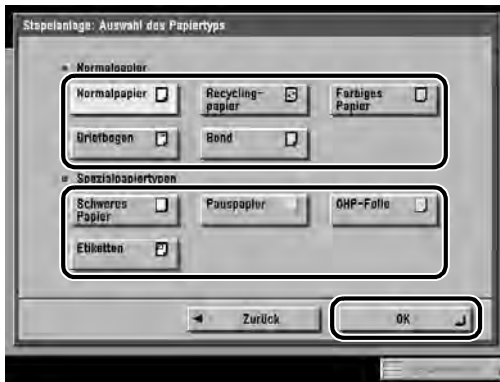 Stapelanlage: Auswahl des Papiertyps
Normalpapier
Normalpapier
Recycling-
papier
Farbiges
Papier
Briefbogen
Bond
Spezialpapiertypen
Schweres
Papier
Pauspapier
OHP-Folie
Etiketten
Zurück
OK